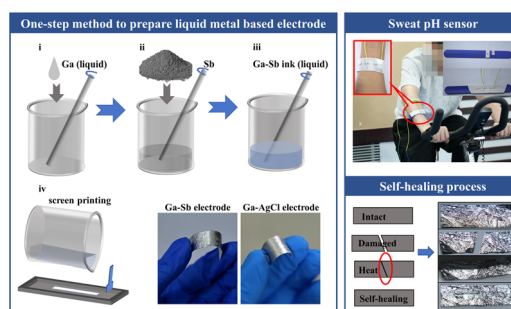 One-step method to prepare liquid metal based electrode
i
Ga (liquid)
ii
Sb
iii
Ga-Sb ink (liquid)
iv
screen printing
Ga-Sb electrode
Ga-AgCl electrode
Sweat pH sensor
Self-healing process
Intact
Damaged
Heat
Self-healing